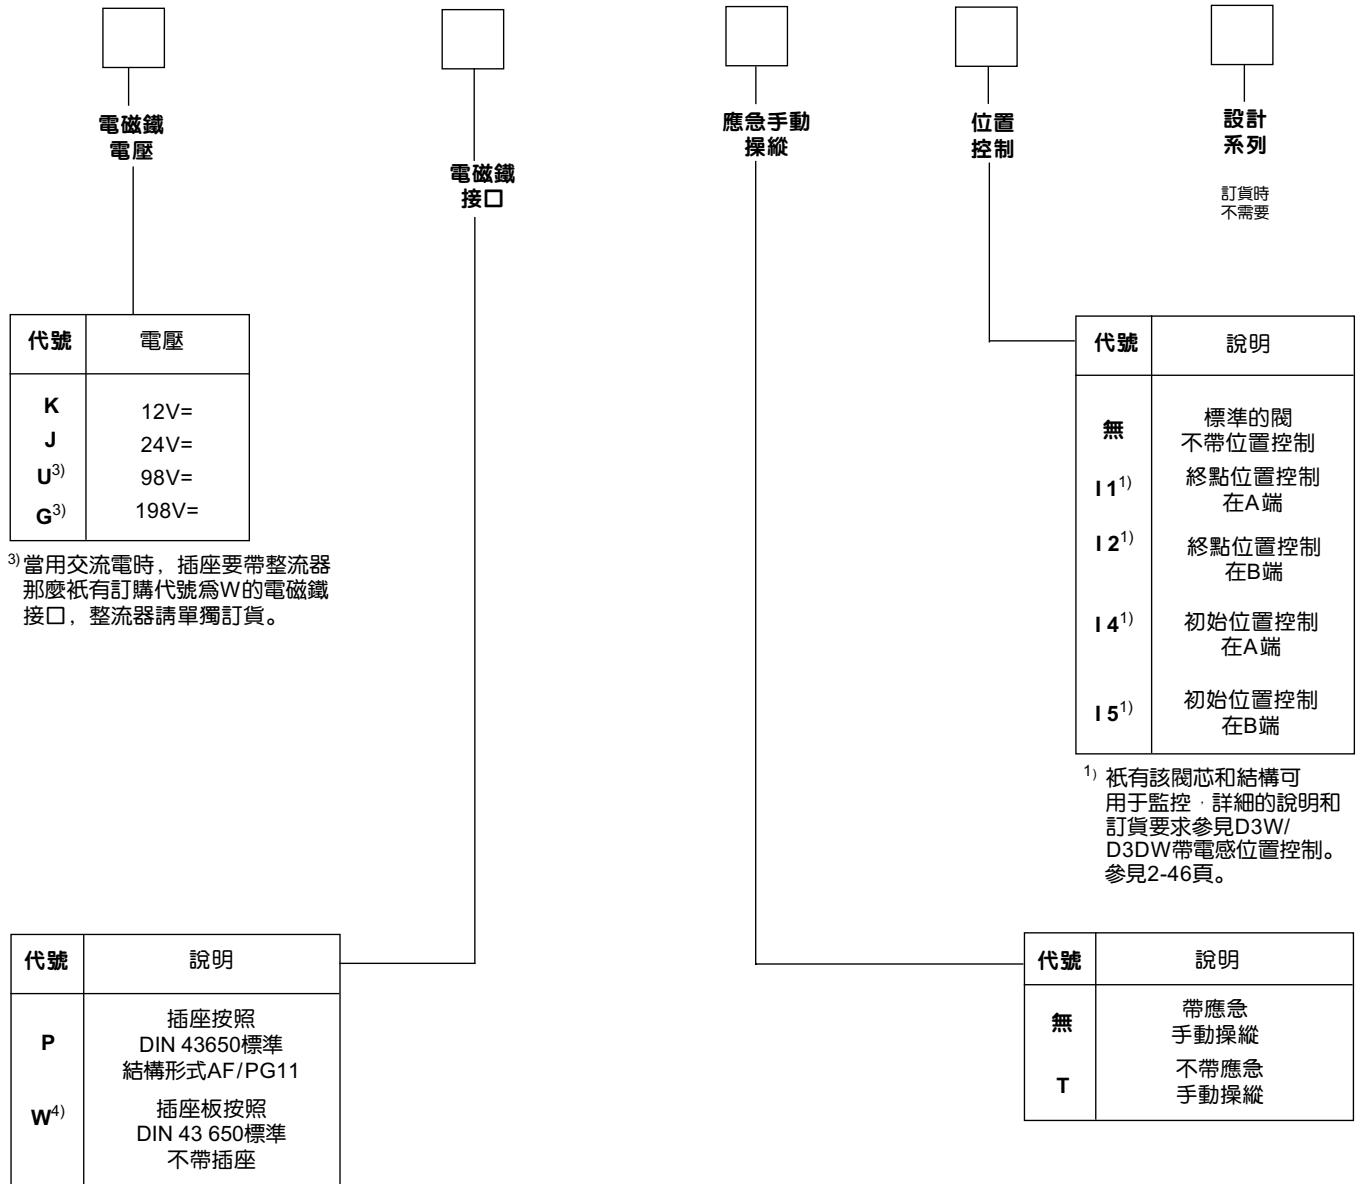 電磁鐵
電壓
電磁鐵
接口
應急手動
操縱
位置
控制
設計
系列
訂貨時
不需要
代號 電壓
K 12V=
J 24V=
U3) 98V=
G3) 198V=
3)當用交流電時，插座要帶整流器
那麼衹有訂購代號爲W的電磁鐵
接口，整流器請單獨訂貨。
代號 說明
無 標準的閥
不帶位置控制
I 11) 終點位置控制
在A端
I 21) 終點位置控制
在B端
I 41) 初始位置控制
在A端
I 51) 初始位置控制
在B端
1) 衹有該閥芯和結構可
用于監控·詳細的說明和
訂貨要求參見D3W/
D3DW帶電感位置控制。
參見2-46頁。
代號 說明
P 插座按照
DIN 43650標準
結構形式AF/PG11
W4) 插座板按照
DIN 43 650標準
不帶插座
代號 說明
無 帶應急
手動操縱
T 不帶應急
手動操縱